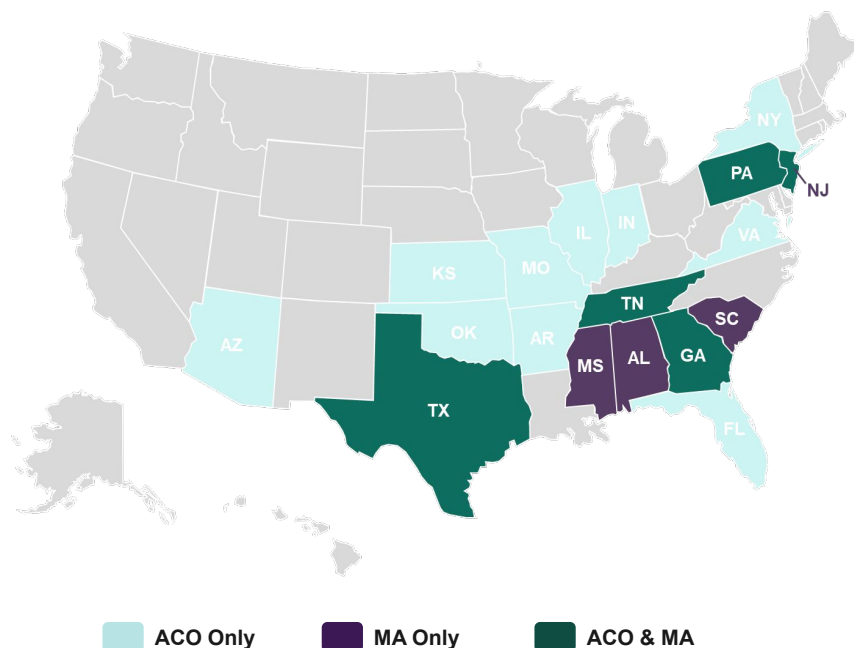 NY
PA
NJ
IL
IN
VA
KS
MO
TN
OK
AR
SC
AZ
MS
AL
GA
TX
FL
ACO Only
MA Only
ACO & MA